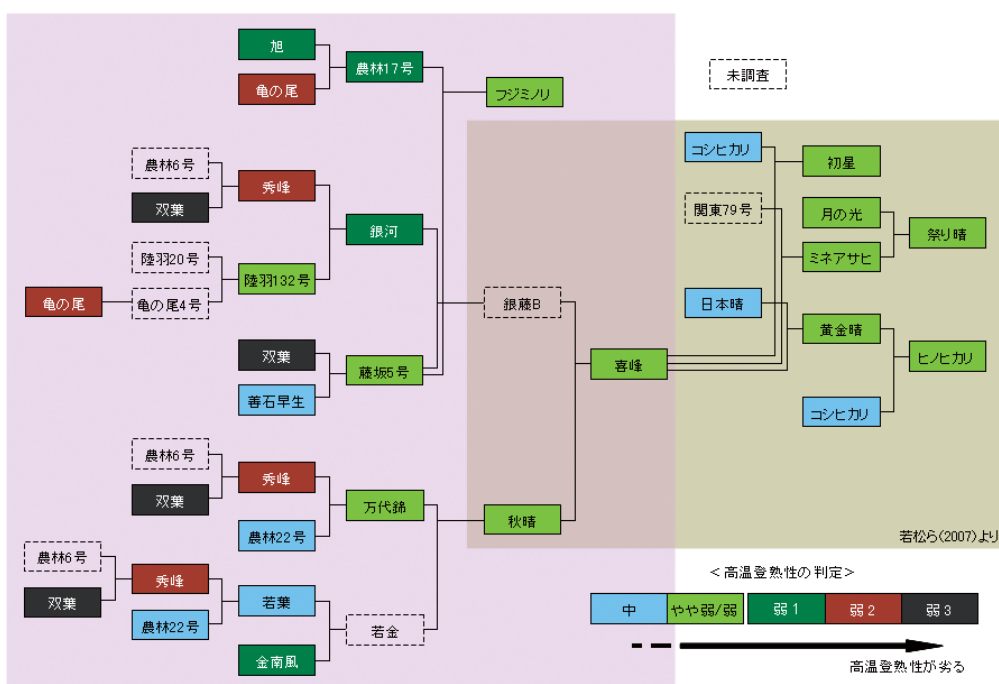 旭
農林17号
亀の尾
フジミノリ
未調査
農林6号
双葉
秀峰
銀河
陸羽20号
亀の尾
亀の尾4号
陸羽132号
双葉
善石早生
藤坂5号
銀藤B
喜峰
コシヒカリ
初星
関東79号
月の光
ミネアサヒ
祭り晴
日本晴
黄金晴
ヒノヒカリ
コシヒカリ
農林6号
双葉
秀峰
農林22号
万代錦
秋晴
農林6号
双葉
秀峰
農林22号
若葉
金南風
若金
若松ら(2007)より
<高温登熟性の判定>
中
やや弱/弱
弱1
弱2
弱3
高温登熟性が劣る